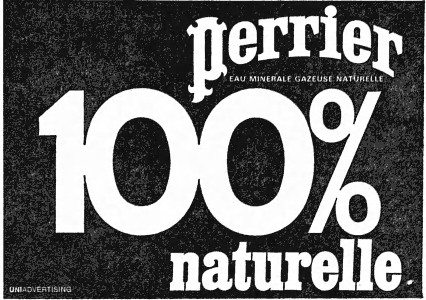 perrier
EAU MINERALE GAZEUSE NATURELLE
100%
naturelle.
UNIADVERTISING